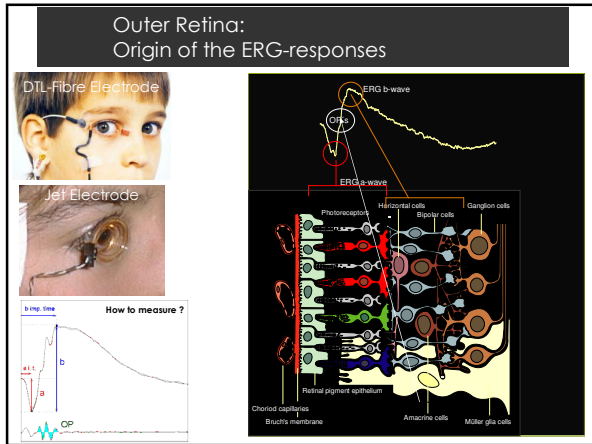 Outer Retina:
Origin of the ERG-responses
DTL-Fibre Electrode
Jet Electrode
b imp. time
How to measure ?
b
a i. t.
a
OP
ERG b-wave
OPs
ERG a-wave
Horizontal cells
Ganglion cells
Photoreceptors
Bipolar cells
Retinal pigment epithelium
Choriod capillaries
Amacrine cells
Bruch's membrane
Müller glia cells